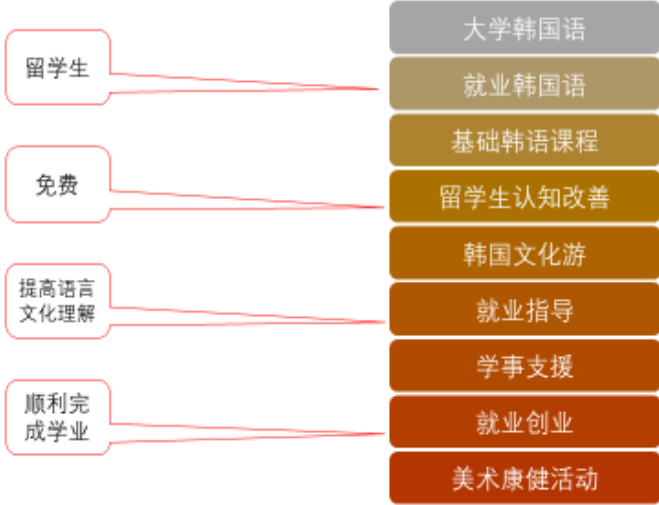 留学生
免费
提高语言
文化理解
顺利完
成学业
大学韩国语
就业韩国语
基础韩语课程
留学生认知改善
韩国文化游
就业指导
学事支援
就业创业
美术康健活动